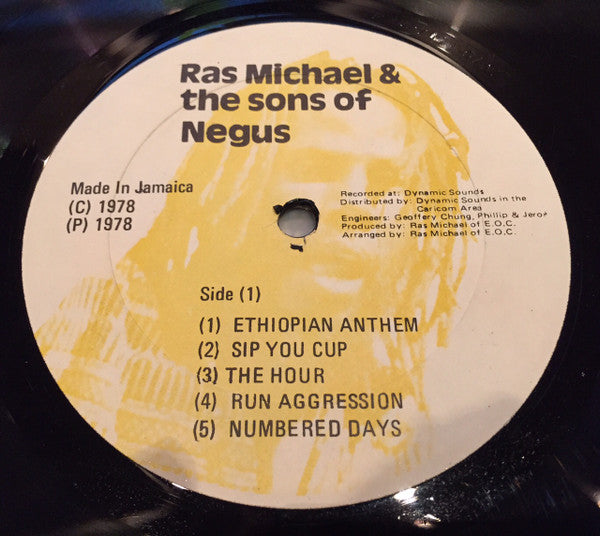 Ras Michael &
the sons of
Negus
Made In Jamaica
(C) 1978
(P) 1978
Recorded at: Dynamic Sounds
Distributed by: Dynamic Sounds in the
Caricom Area
Engineers: Geoffery Chung, Phillip & Jerof
Produced by: Ras Michael of E.O.C.
Arranged by: Ras Michael of E.O.C.
Side (1)
(1) ETHIOPIAN ANTHEM
(2) SIP YOU CUP
(3) THE HOUR
(4) RUN AGGRESSION
(5) NUMBERED DAYS